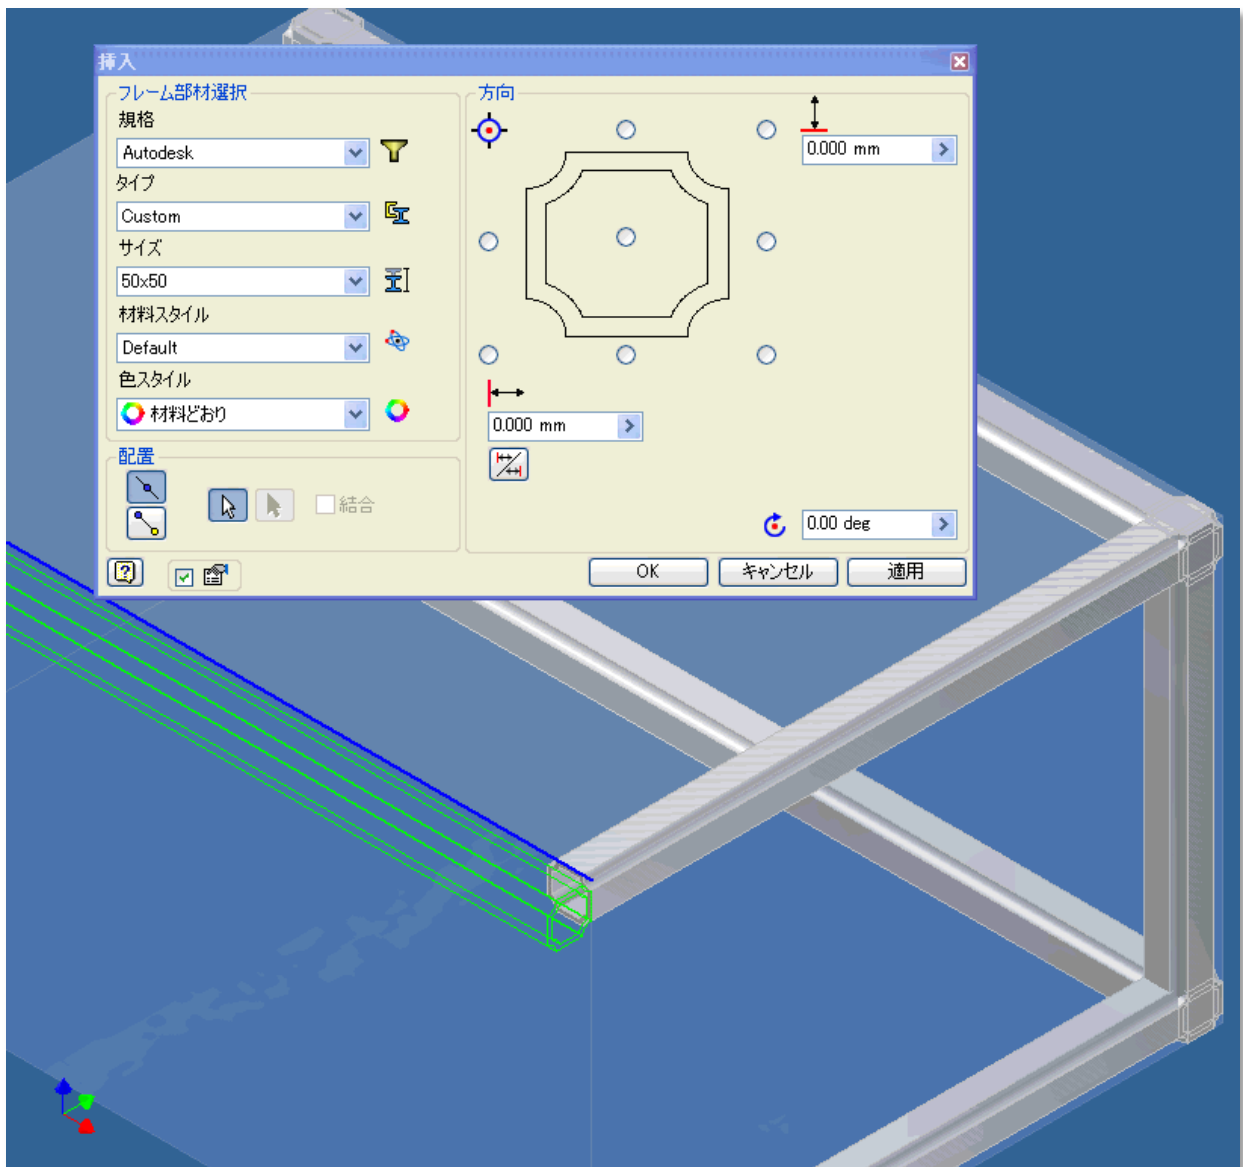 挿入
フレーム部材選択
規格
Autodesk
タイプ
Custom
サイズ
50x50
材料スタイル
Default
色スタイル
材料どおり
配置
結合
方向
0.000 mm
0.000 mm
0.00 deg
OK
キャンセル
適用